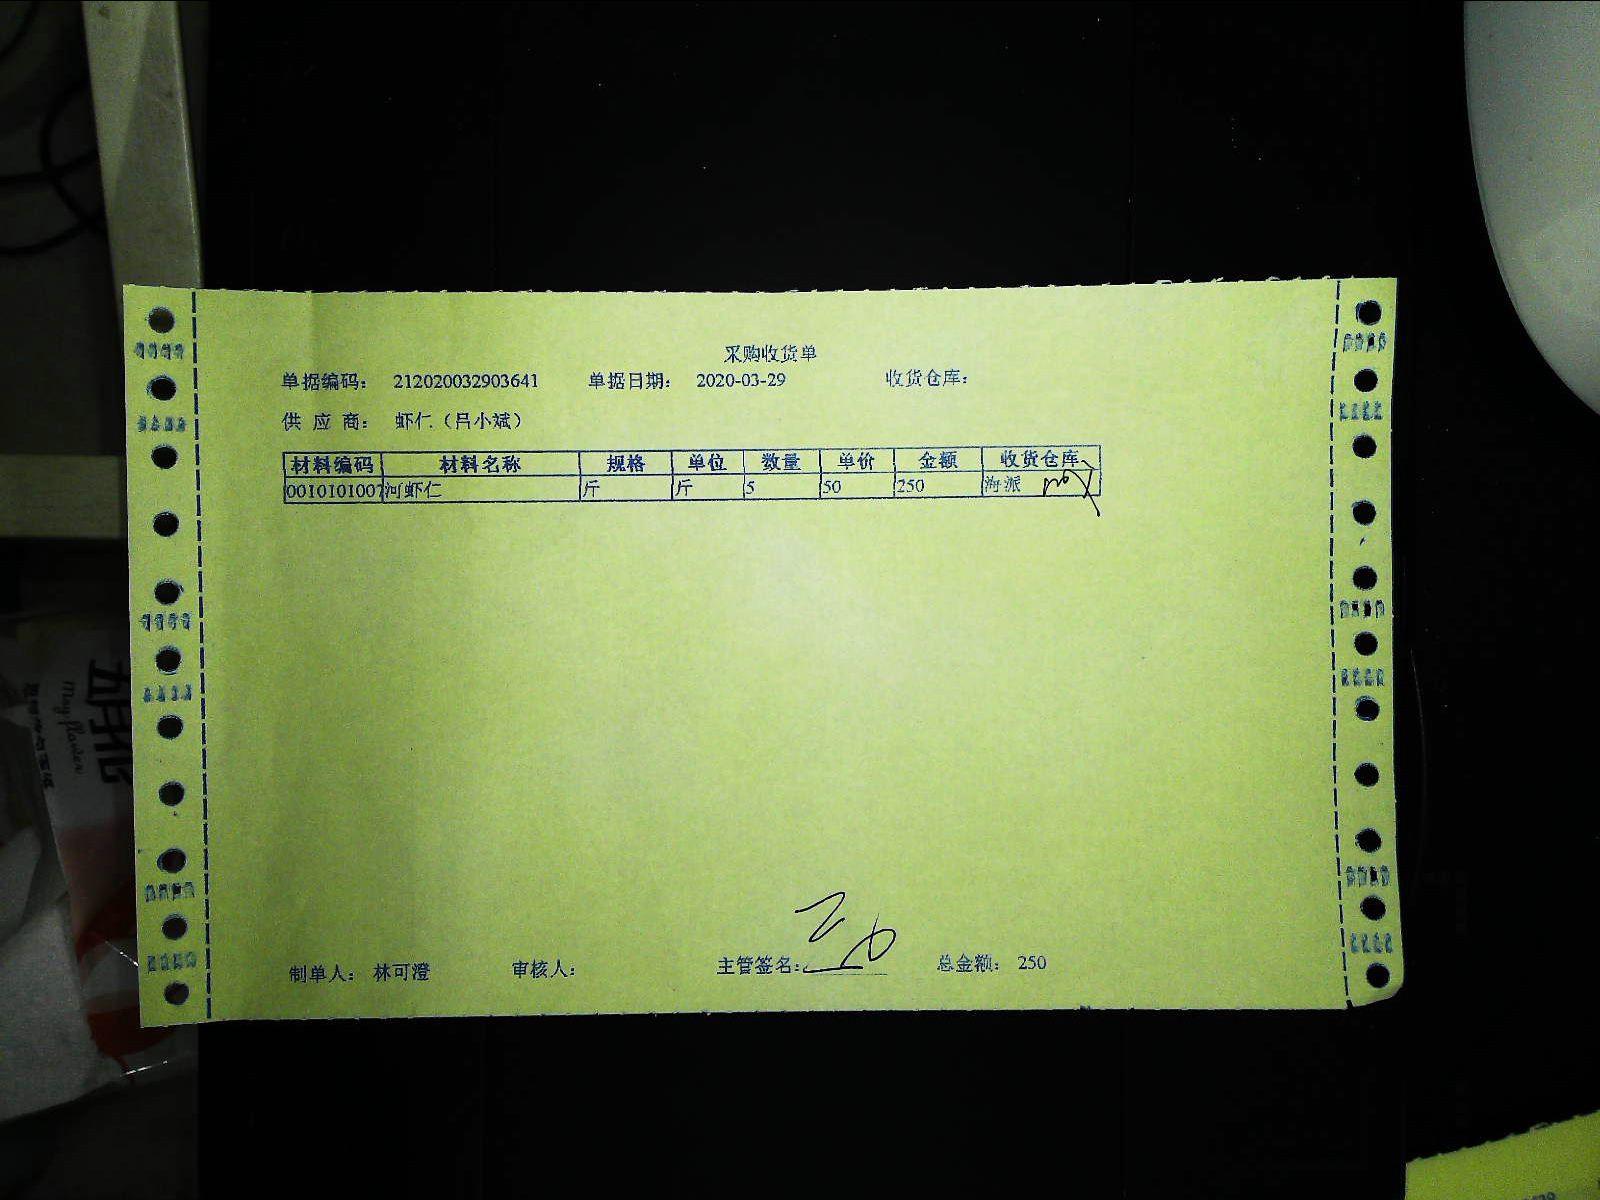 采购收货单
单据编码: 212020032903641 单据日期: 2020-03-29 收货仓库:
供 应 商: 虾仁(吕小斌)
材料编码 材料名称 规格 单位 数量 单价 金额 收货仓库
0010101007 河虾仁 斤 斤 5 50 250 海派
制单人: 林可澄 审核人: 主管签名: 总金额: 250
Mayflower